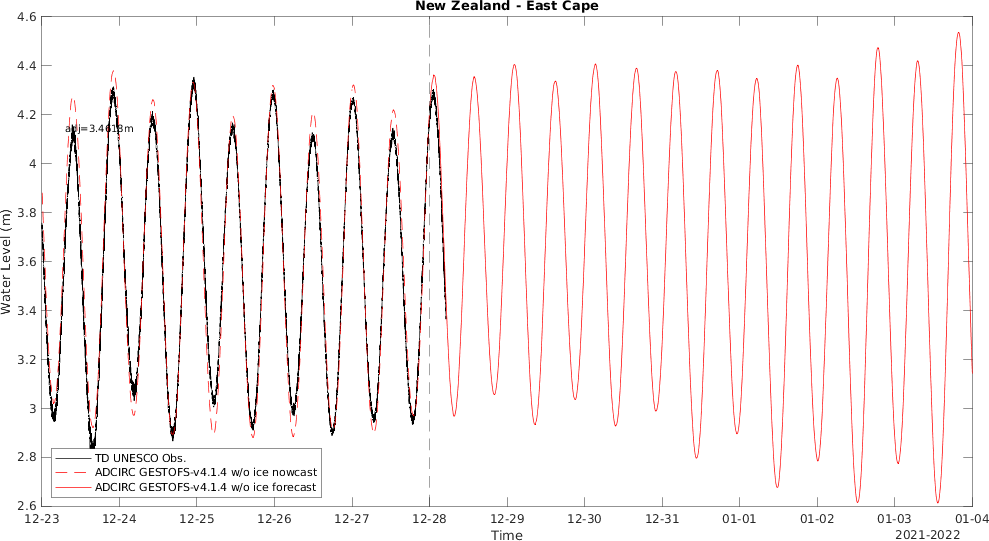 New Zealand - East Cape
4.6
4.4
4.2
4
3.8
3.6
3.4
3.2
3
2.8
2.6
Water Level (m)
adj=3.4613m
TD UNESCO Obs.
ADCIRC GESTOFS-v4.1.4 w/o ice nowcast
ADCIRC GESTOFS-v4.1.4 w/o ice forecast
12-23 12-24 12-25 12-26 12-27 12-28 12-29 12-30 12-31 01-01 01-02 01-03 01-04
Time
2021-2022